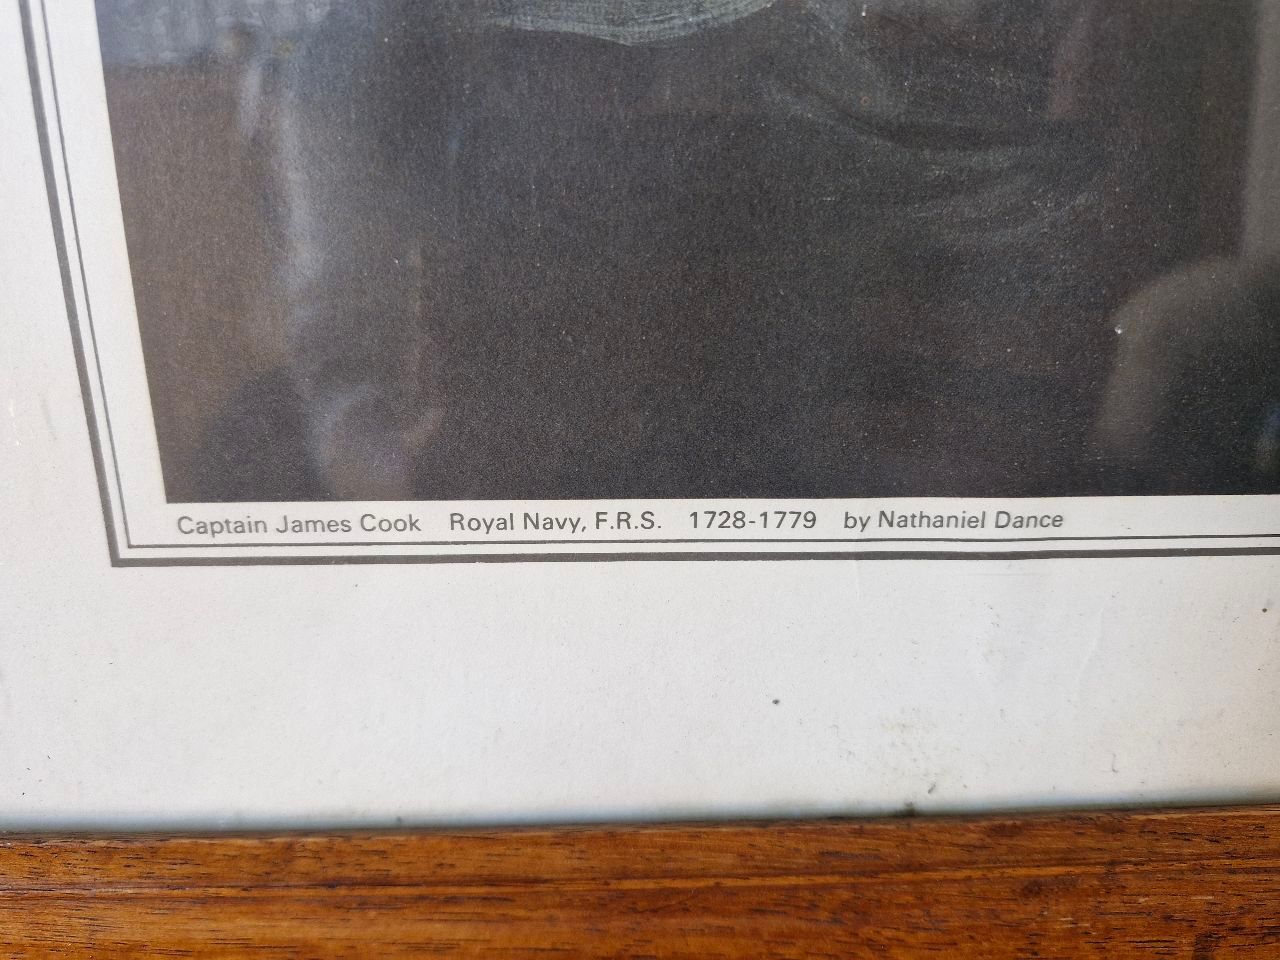 Captain James Cook Royal Navy, F.R.S. 1728-1779 by Nathaniel Dance